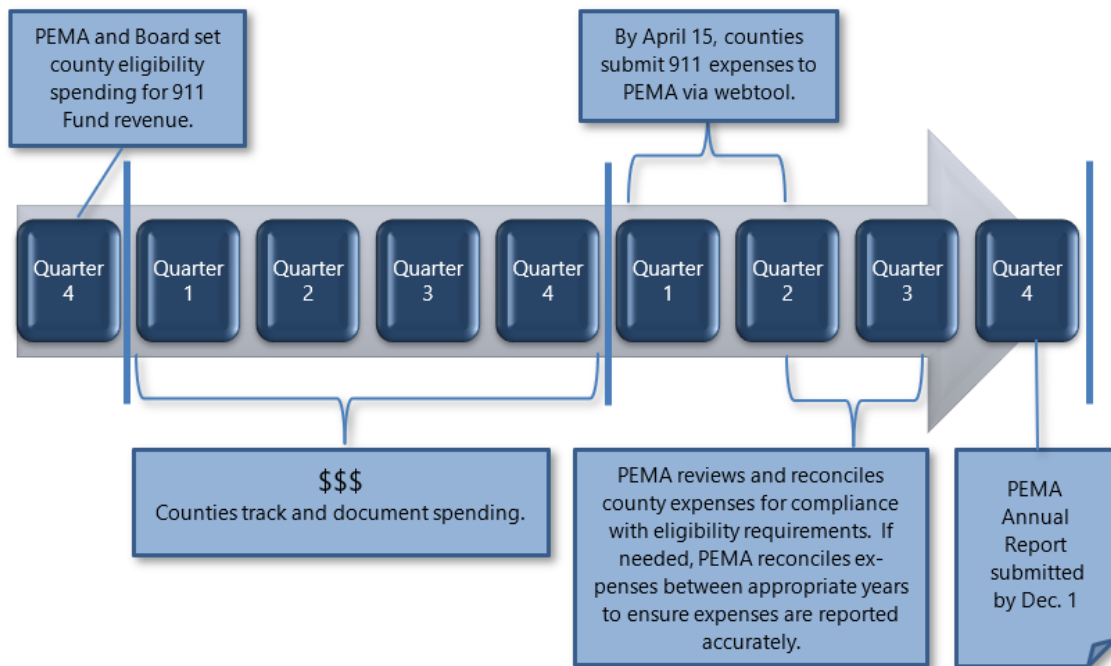 PEMA and Board set
county eligibility
spending for 911
Fund revenue.
By April 15, counties
submit 911 expenses to
PEMA via webtool.
Quarter
4
Quarter
1
Quarter
2
Quarter
3
Quarter
4
Quarter
1
Quarter
2
Quarter
3
Quarter
4
$$$
Counties track and document spending.
PEMA reviews and reconciles
county expenses for compliance
with eligibility requirements.  If
needed, PEMA reconciles ex-
penses between appropriate years
to ensure expenses are reported
accurately.
PEMA
Annual
Report
submitted
by Dec. 1